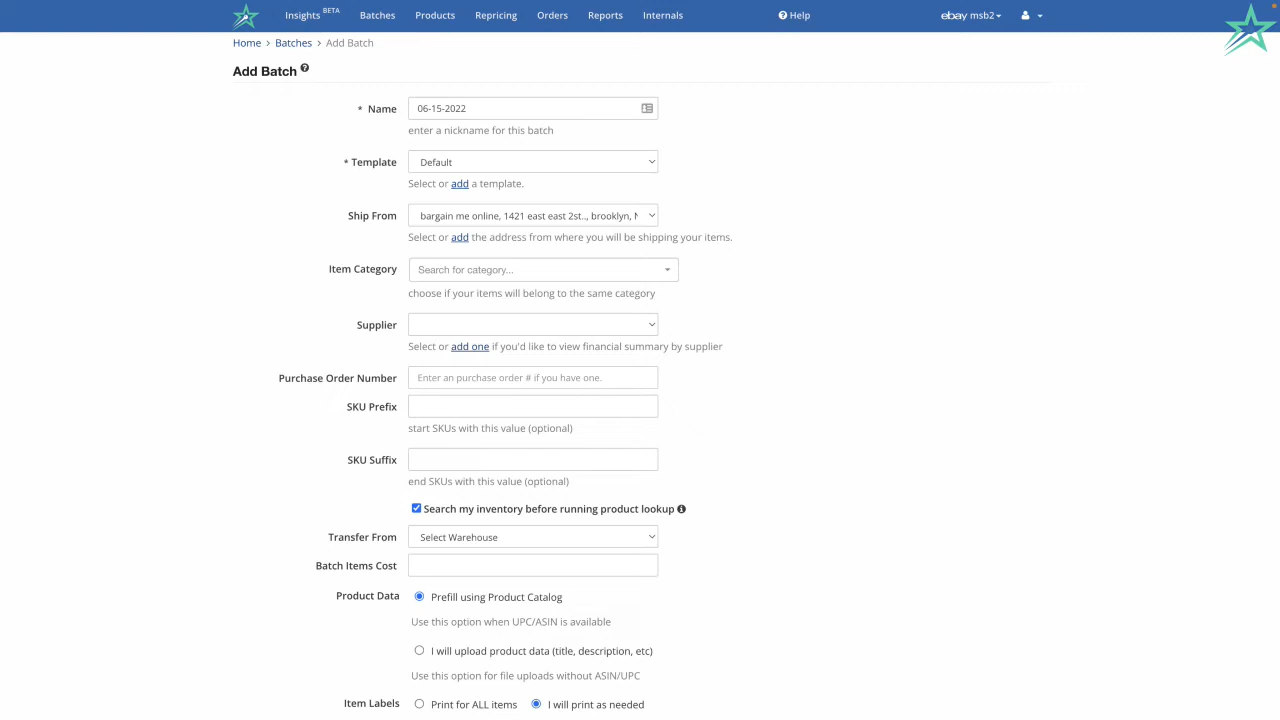 Insights BETA Batches Products Repricing Orders Reports Internals Help ebay msb2
Home > Batches > Add Batch
Add Batch
* Name 06-15-2022
enter a nickname for this batch
* Template Default
Select or add a template.
Ship From bargain me online, 1421 east east 2st.., brooklyn, N
Select or add the address from where you will be shipping your items.
Item Category Search for category...
choose if your items will belong to the same category
Supplier
Select or add one if you'd like to view financial summary by supplier
Purchase Order Number Enter an purchase order # if you have one.
SKU Prefix
start SKUs with this value (optional)
SKU Suffix
end SKUs with this value (optional)
Search my inventory before running product lookup
Transfer From Select Warehouse
Batch Items Cost
Product Data Prefill using Product Catalog
Use this option when UPC/ASIN is available
I will upload product data (title, description, etc)
Use this option for file uploads without ASIN/UPC
Item Labels Print for ALL items I will print as needed